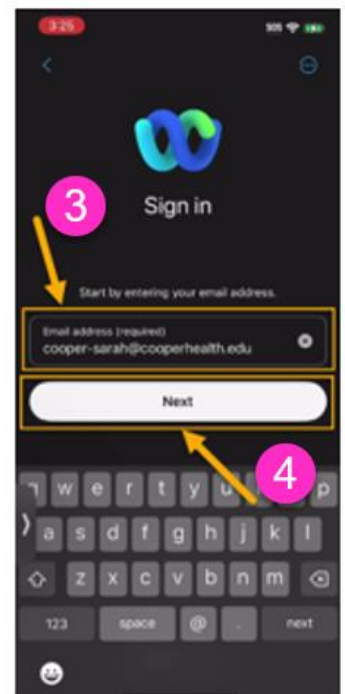 3:25
SOS
Sign in
3
Start by entering your email address.
Email address (required)
cooper-sarah@cooperhealth.edu
Next
4
q w e r t y u p
a s d f g h j k l
z x c v b n m
123 space @ . next